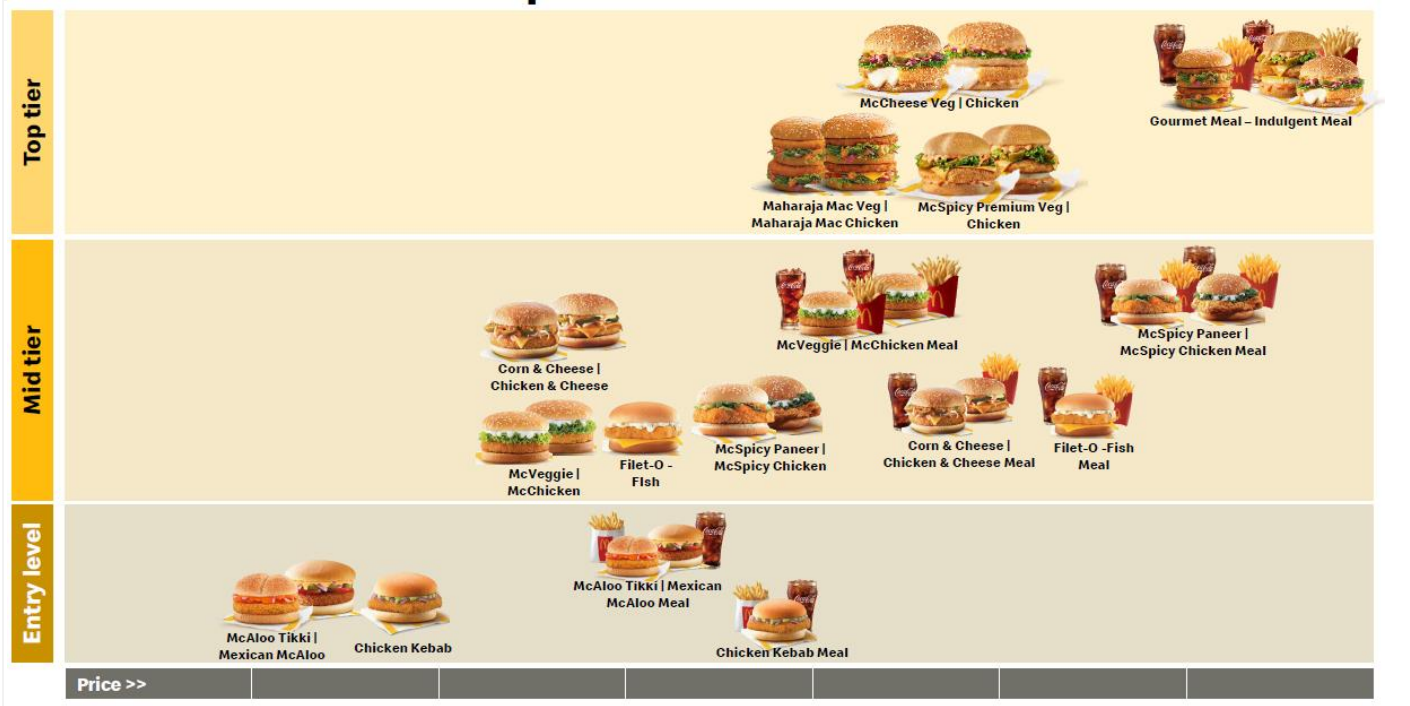 Top tier
McCheese Veg | Chicken
Gourmet Meal – Indulgent Meal
Maharaja Mac Veg |
Maharaja Mac Chicken
McSpicy Premium Veg |
Chicken
Mid tier
Corn & Cheese |
Chicken & Cheese
McVeggie | McChicken Meal
McSpicy Paneer |
McSpicy Chicken Meal
McVeggie |
McChicken
Filet-O -
FIsh
McSpicy Paneer |
McSpicy Chicken
Corn & Cheese |
Chicken & Cheese Meal
Filet-O -Fish
Meal
Entry level
McAloo Tikki |
Mexican McAloo
Chicken Kebab
McAloo Tikki | Mexican
McAloo Meal
Chicken Kebab Meal
Price >>